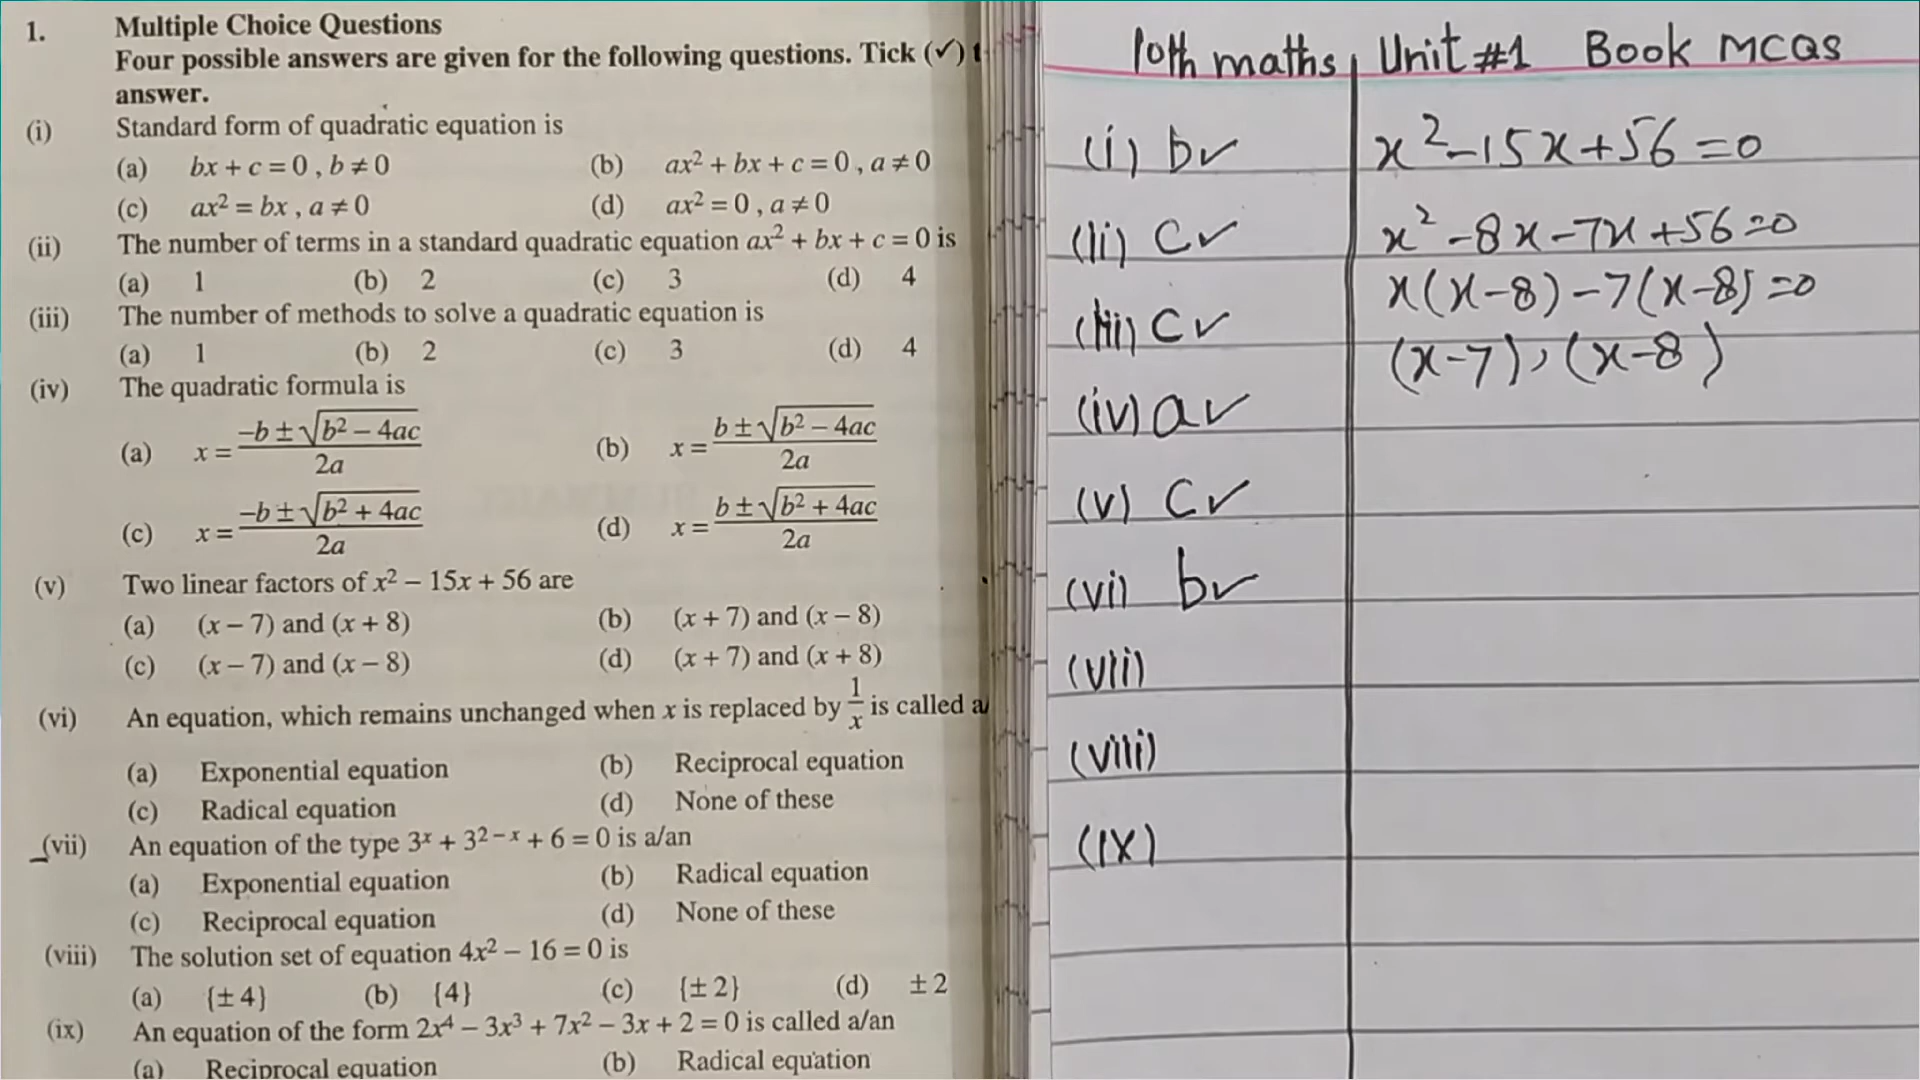 1. Multiple Choice Questions
Four possible answers are given for the following questions. Tick (✓)
answer.
(i) Standard form of quadratic equation is
(a) bx + c = 0 , b ≠ 0 (b) ax² + bx + c = 0 , a ≠ 0
(c) ax² = bx , a ≠ 0 (d) ax² = 0 , a ≠ 0
(ii) The number of terms in a standard quadratic equation ax² + bx + c = 0 is
(a) 1 (b) 2 (c) 3 (d) 4
(iii) The number of methods to solve a quadratic equation is
(a) 1 (b) 2 (c) 3 (d) 4
(iv) The quadratic formula is
(a) x = (–b ± √(b² – 4ac))/2a (b) x = (b ± √(b² – 4ac))/2a
(c) x = (–b ± √(b² + 4ac))/2a (d) x = (b ± √(b² + 4ac))/2a
(v) Two linear factors of x² – 15x + 56 are
(a) (x – 7) and (x + 8) (b) (x + 7) and (x – 8)
(c) (x – 7) and (x – 8) (d) (x + 7) and (x + 8)
(vi) An equation, which remains unchanged when x is replaced by 1/x is called a/
(a) Exponential equation (b) Reciprocal equation
(c) Radical equation (d) None of these
(vii) An equation of the type 3ˣ + 3²⁻ˣ + 6 = 0 is a/an
(a) Exponential equation (b) Radical equation
(c) Reciprocal equation (d) None of these
(viii) The solution set of equation 4x² – 16 = 0 is
(a) {± 4} (b) {4} (c) {± 2} (d) ± 2
(ix) An equation of the form 2x⁴ – 3x³ + 7x² – 3x + 2 = 0 is called a/an
(a) Reciprocal equation (b) Radical equation
10th maths, Unit #1 Book MCQS
(i) b✓
(ii) c✓
(iii) c✓
(iv) a✓
(v) c✓
(vi) b✓
(vii)
(viii)
(ix)
x²-15x+56=0
x²-8x-7x+56=0
x(x-8)-7(x-8)=0
(x-7), (x-8)